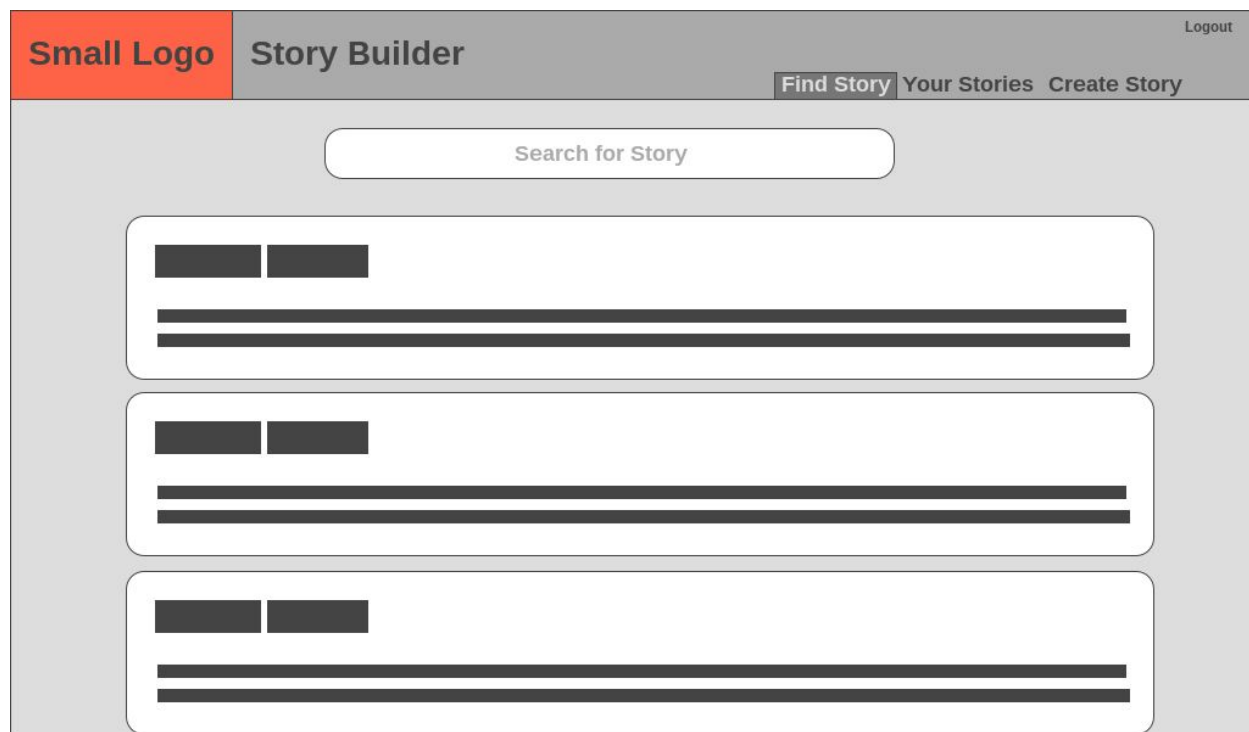 Small Logo
Story Builder
Logout
Find Story
Your Stories
Create Story
Search for Story